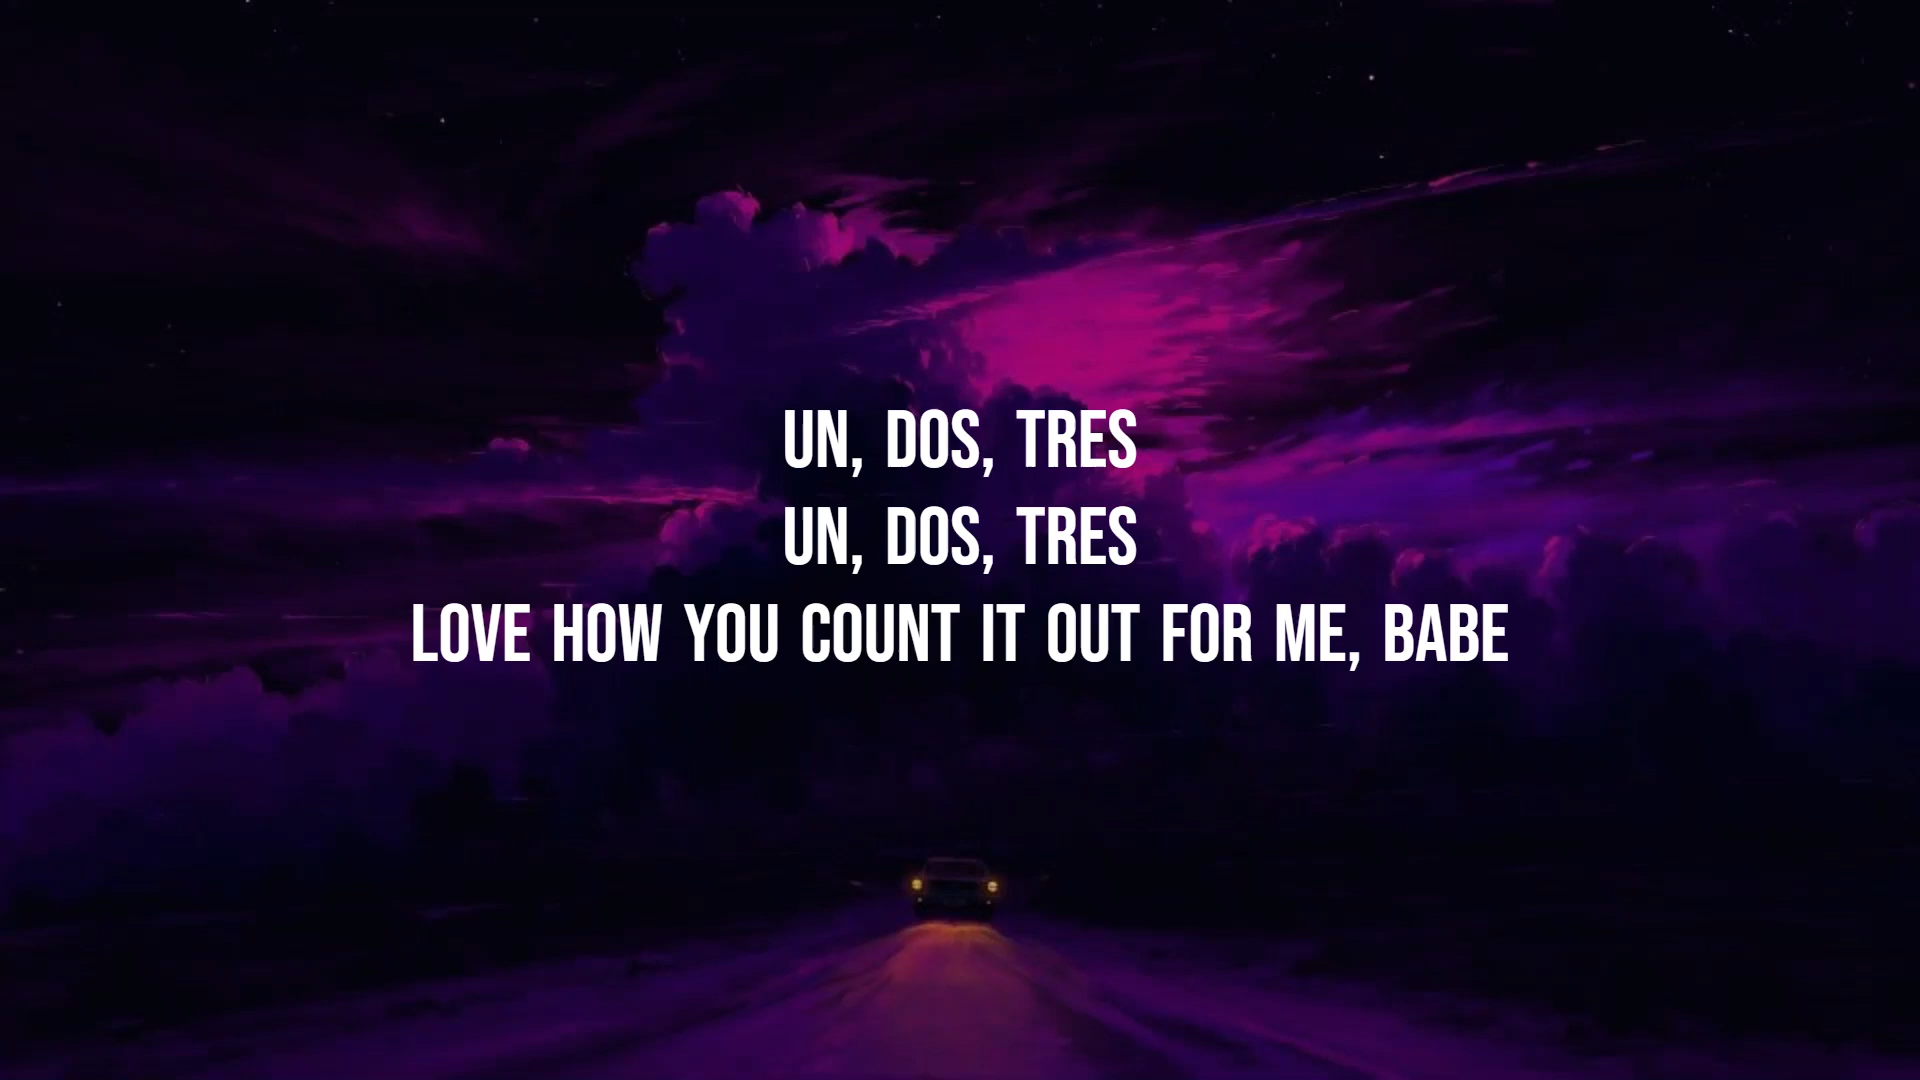 UN, DOS, TRES
UN, DOS, TRES
LOVE HOW YOU COUNT IT OUT FOR ME, BABE